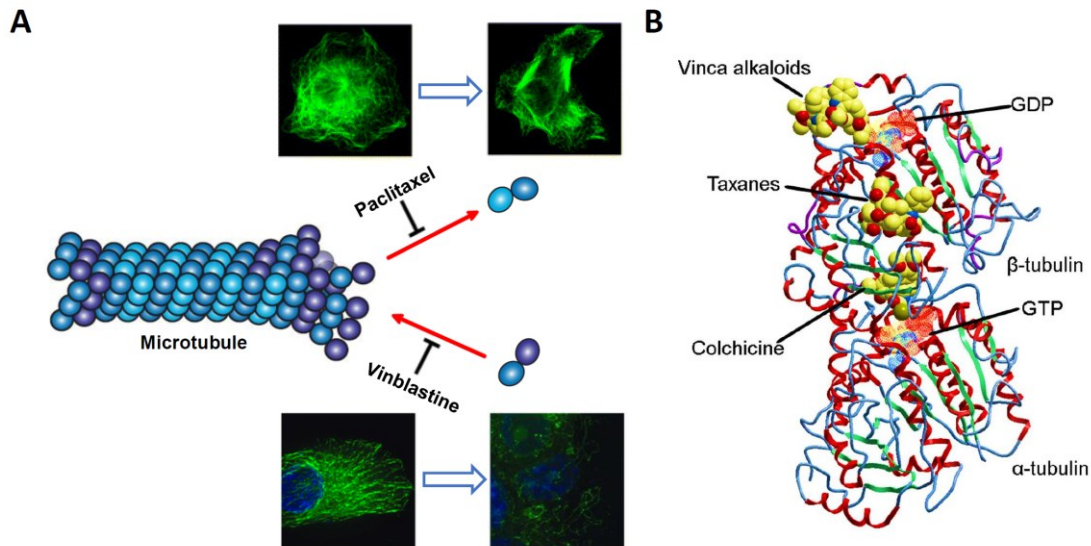 A
Paclitaxel
Microtubule
Vinblastine
B
Vinca alkaloids
GDP
Taxanes
β-tubulin
GTP
Colchicine
α-tubulin